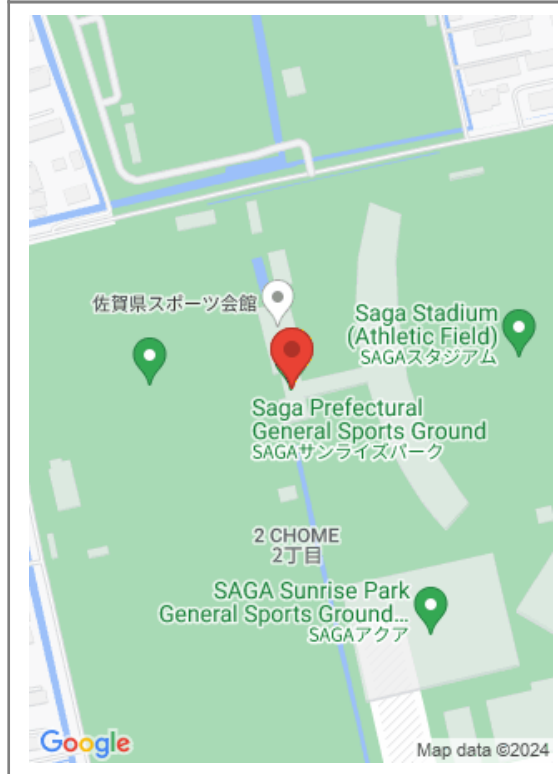 佐賀県スポーツ会館
Saga Stadium
(Athletic Field)
SAGAスタジアム
Saga Prefectural
General Sports Ground
SAGAサンライズパーク
2 CHOME
2丁目
SAGA Sunrise Park
General Sports Ground...
SAGAアクア
Google
Map data ©2024